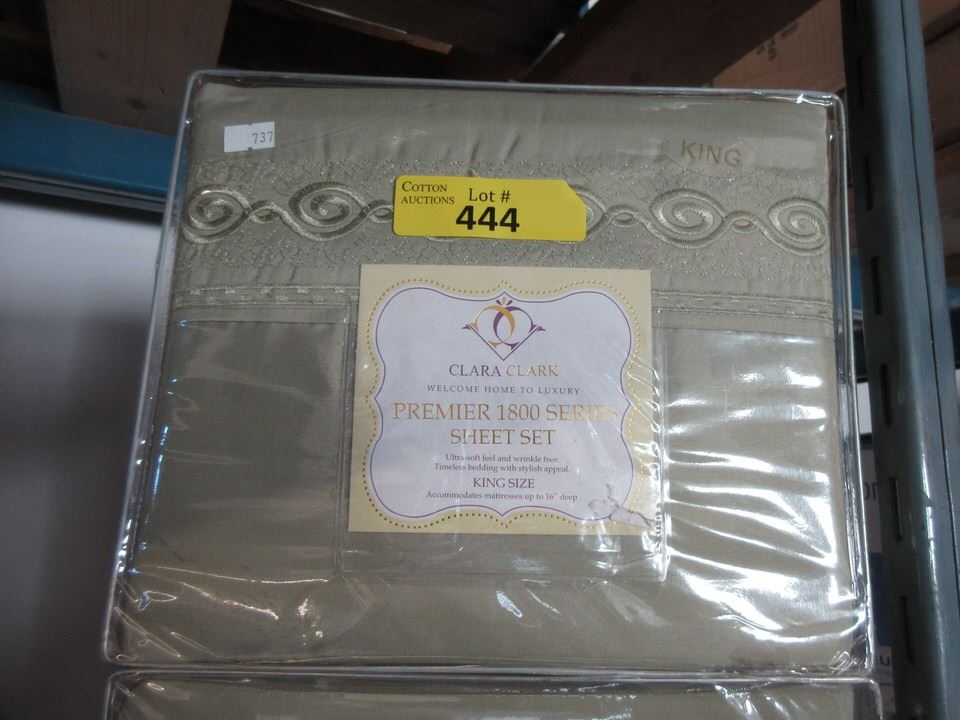 737
KING
COTTON
AUCTIONS
Lot #
444
CLARA CLARK
WELCOME HOME TO LUXURY
PREMIER 1800 SERIES
SHEET SET
Ultra-soft feel and wrinkle free.
Timeless bedding with stylish appeal.
KING SIZE
Accommodates mattresses up to 16" deep